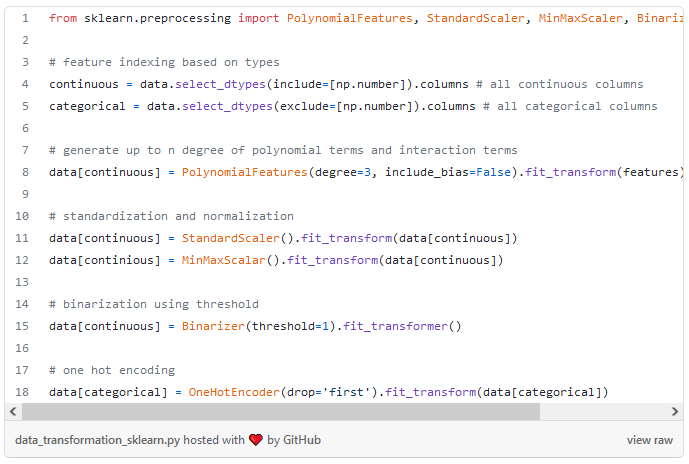 1 from sklearn.preprocessing import PolynomialFeatures, StandardScaler, MinMaxScaler, Binariz
2
3 # feature indexing based on types
4 continuous = data.select_dtypes(include=[np.number]).columns # all continuous columns
5 categorical = data.select_dtypes(exclude=[np.number]).columns # all categorical columns
6
7 # generate up to n degree of polynomial terms and interaction terms
8 data[continuous] = PolynomialFeatures(degree=3, include_bias=False).fit_transform(features)
9
10 # standardization and normalization
11 data[continuous] = StandardScaler().fit_transform(data[continuous])
12 data[continious] = MinMaxScalar().fit_transform(data[continuous])
13
14 # binarization using threshold
15 data[continuous] = Binarizer(threshold=1).fit_transformer()
16
17 # one hot encoding
18 data[categorical] = OneHotEncoder(drop='first').fit_transform(data[categorical])
data_transformation_sklearn.py hosted with ❤ by GitHub view raw